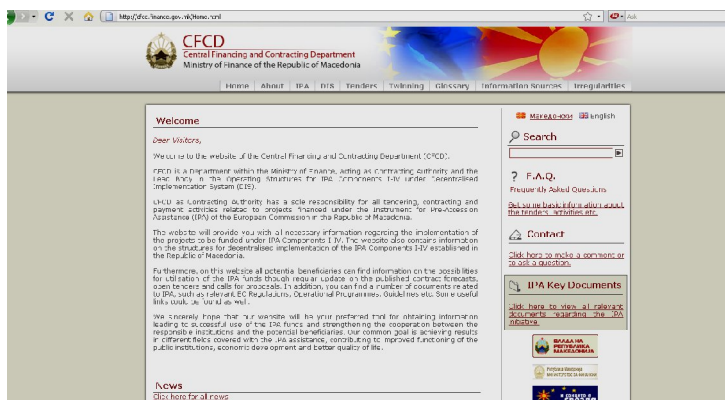 http://cfcd.finance.gov.mk/Home.html
Ask
CFCD
Central Financing and Contracting Department
Ministry of Finance of the Republic of Macedonia
Home About IPA DIS Tenders Twinning Glossary Information Sources Irregularities
Welcome
Dear Visitors,
Welcome to the website of the Central Financing and Contracting Department (CFCD).
CFCD is a Department within the Ministry of Finance, acting as Contracting Authority and the
Lead Body in the Operating Structures for IPA Components I-IV under Decentralised
Implementation System (DIS).
CFCD as Contracting Authority has a sole responsibility for all tendering, contracting and
payment activities related to projects financed under the Instrument for Pre-Accession
Assistance (IPA) of the European Commission in the Republic of Macedonia.
The website will provide you with all necessary information regarding the implementation of
the projects to be funded under IPA Components I-IV. The website also contains information
on the structures for decentralised implementation of the IPA Components I-IV established in
the Republic of Macedonia.
Furthermore, on this website all potential beneficiaries can find information on the possibilities
for utilisation of the IPA funds though regular update on the published contract forecasts,
open tenders and calls for proposals. In addition, you can find a number of documents related
to IPA, such as relevant EC Regulations, Operational Programmes, Guidelines etc. Some useful
links could be found as well.
We sincerely hope that our website will be your preferred tool for obtaining information
leading to successful use of the IPA funds and strengthening the cooperation between the
responsible institutions and the potential beneficiaries. Our common goal is achieving results
in different fields covered with the IPA assistance, contributing to improved functioning of the
public institutions, economic development and better quality of life.
News
Click here for all news
Македонски English
Search
? F.A.Q.
Frequently Asked Questions
Get some basic information about
the tenders, activities etc.
Contact
Click here to make a comment or
to ask a question.
IPA Key Documents
Click here to view all relevant
documents regarding the IPA
initiative.
ВЛАДА НА
РЕПУБЛИКА
МАКЕДОНИЈА